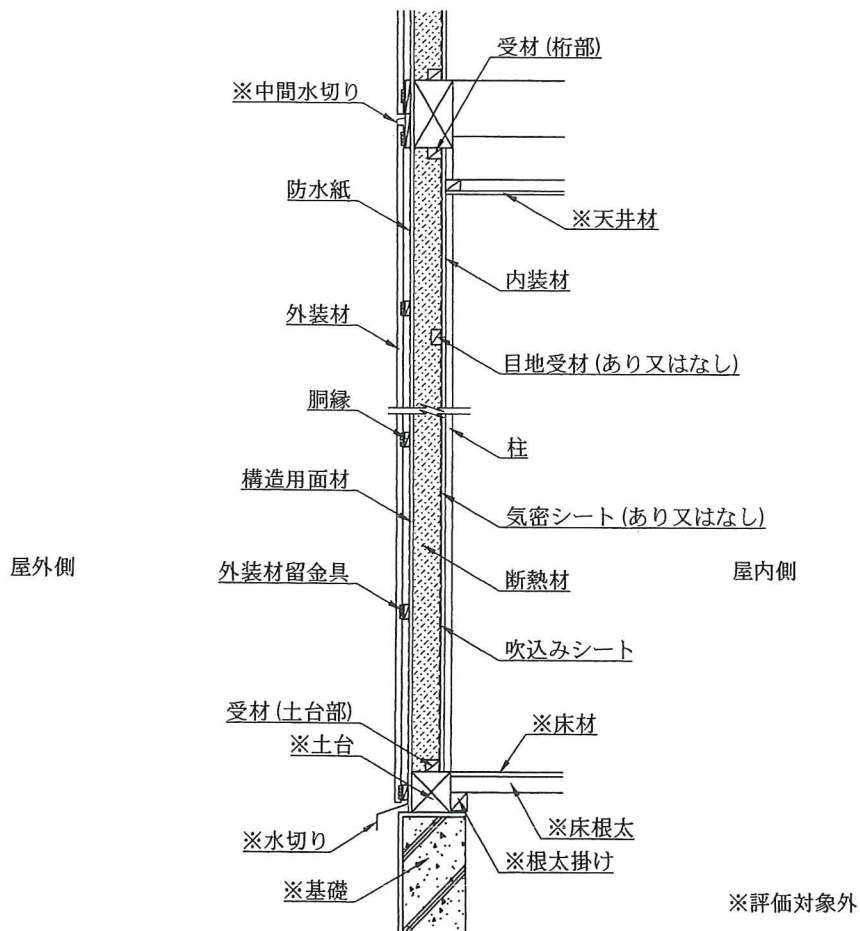 受材 (桁部)
※中間水切り
防水紙
※天井材
内装材
外装材
目地受材 (あり又はなし)
胴縁
柱
構造用面材
気密シート (あり又はなし)
屋外側
外装材留金具
断熱材
屋内側
吹込みシート
受材 (土台部)
※床材
※土台
※床根太
※水切り
※根太掛け
※基礎
※評価対象外